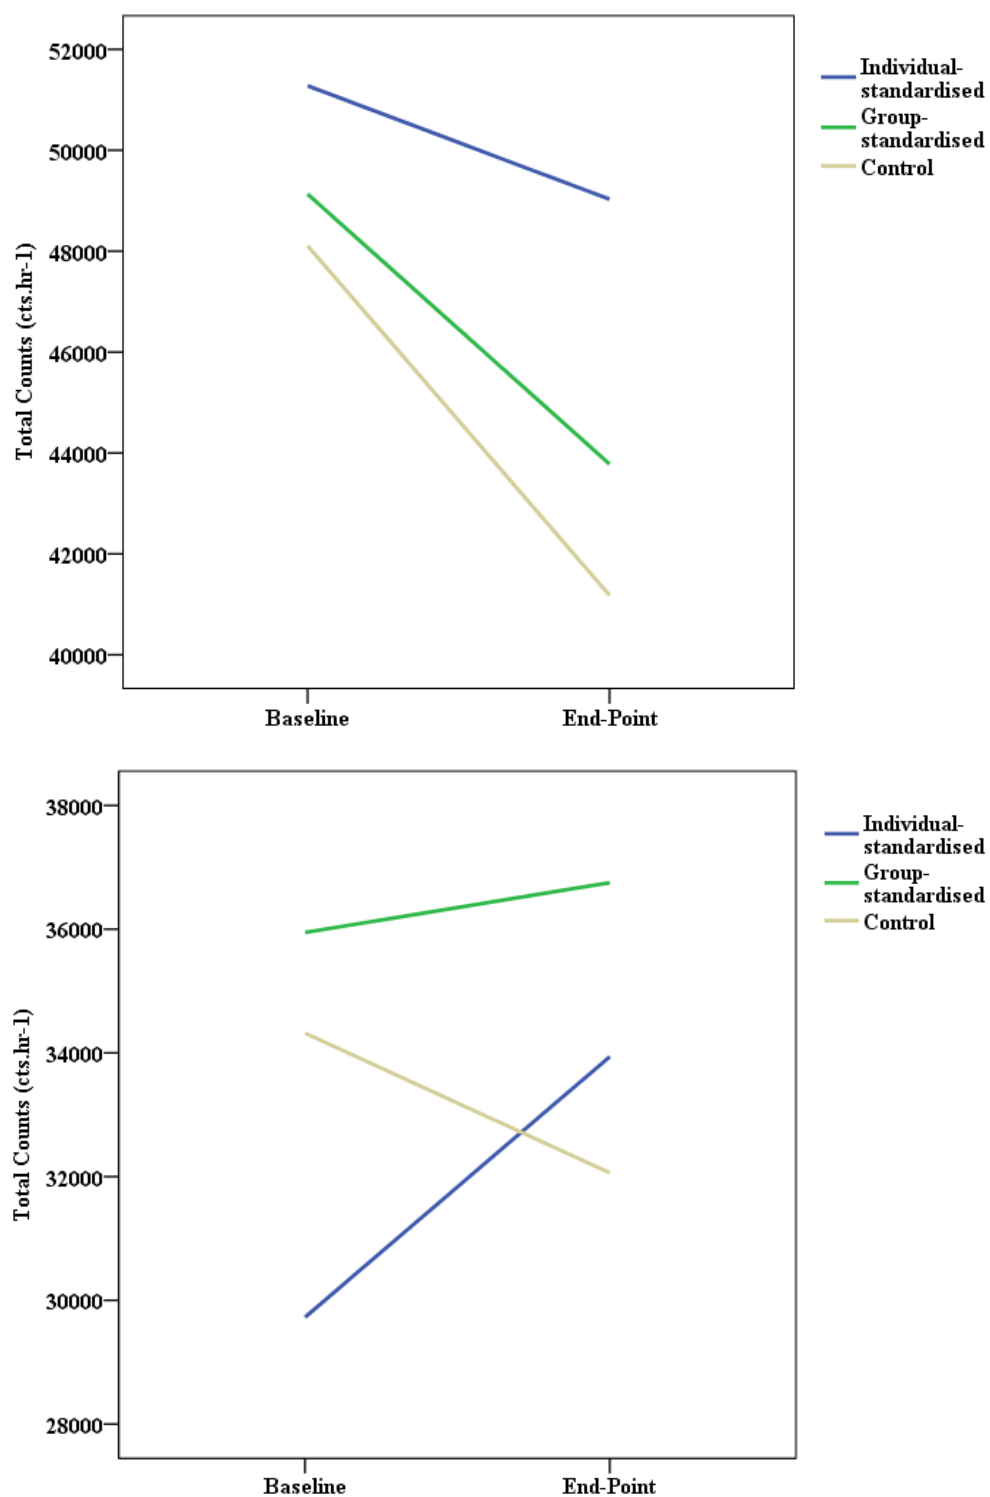 52000
50000
48000
46000
44000
42000
40000
Total Counts (cts.hr-1)
Baseline
End-Point
Individual-
standardised
Group-
standardised
Control
38000
36000
34000
32000
30000
28000
Total Counts (cts.hr-1)
Baseline
End-Point
Individual-
standardised
Group-
standardised
Control